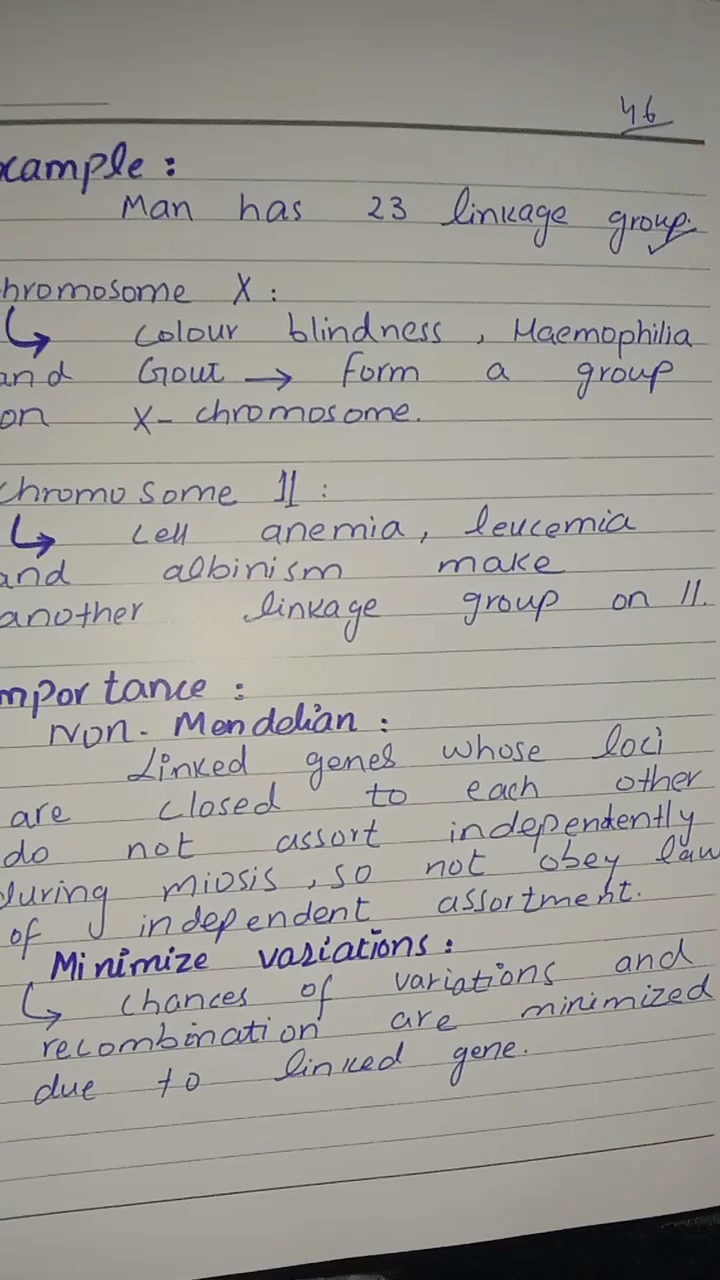 46
xample :
Man has 23 linkage group.
hromosome X :
colour blindness , Haemophilia
and Gout → form a group
on X- chromosome.
chromosome 11 :
cell anemia, leucemia
and albinism make
another linkage group on 11.
mportance :
Non- Mendelian :
Linked genes whose loci
are closed to each other
do not assort independently
during miosis , so not obey law
of independent assortment.
Minimize variations :
chances of variations and
recombination are minimized
due to linked gene.